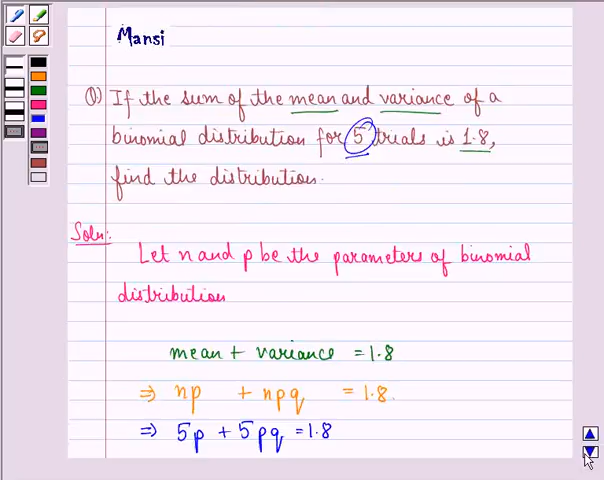 Mansi
Q) If the sum of the mean and variance of a
binomial distribution for 5 trials is 1.8,
find the distribution.
Soln:
Let n and p be the parameters of binomial
distribution
mean + variance = 1.8
⇒ np + npq = 1.8.
⇒ 5p + 5pq = 1.8